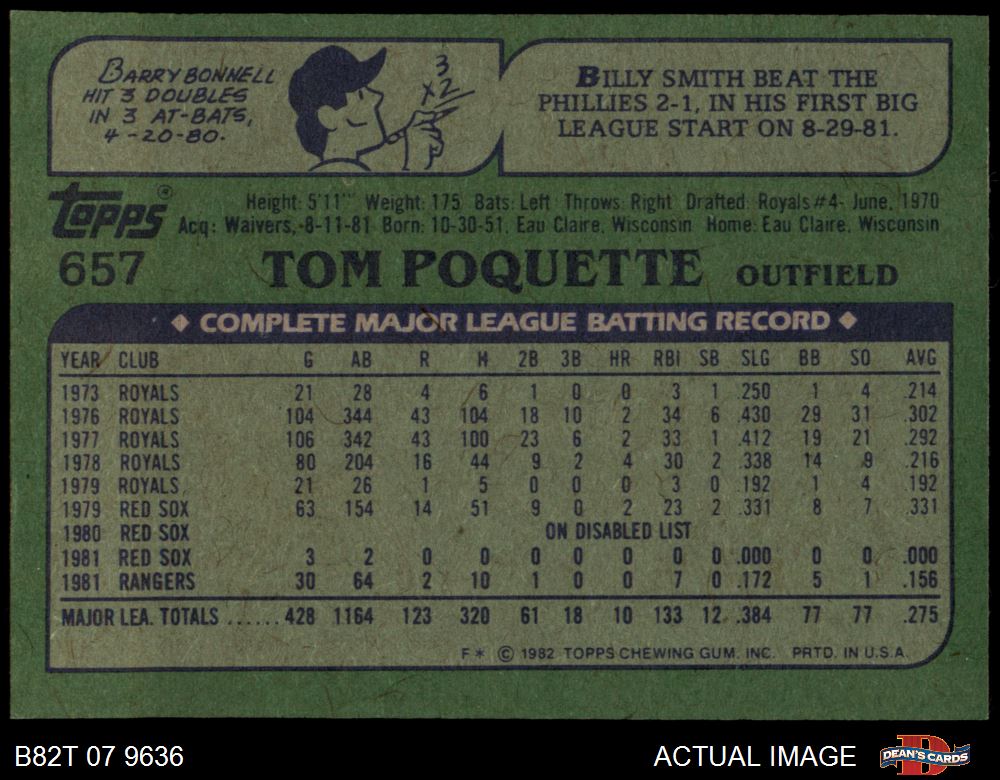 BARRY BONNELL
HIT 3 DOUBLES
IN 3 AT-BATS,
4-20-80.
3
x2
BILLY SMITH BEAT THE
PHILLIES 2-1, IN HIS FIRST BIG
LEAGUE START ON 8-29-81.
Topps®
Height: 5'11" Weight: 175 Bats: Left Throws: Right Drafted: Royals #4- June, 1970
Acq: Waivers, 8-11-81 Born: 10-30-51, Eau Claire, Wisconsin Home: Eau Claire, Wisconsin
657 TOM POQUETTE OUTFIELD
COMPLETE MAJOR LEAGUE BATTING RECORD
YEAR CLUB G AB R H 2B 3B HR RBI SB SLG BB SO AVG
1973 ROYALS 21 28 4 6 1 0 0 3 1 .250 1 4 .214
1976 ROYALS 104 344 43 104 18 10 2 34 6 .430 29 31 .302
1977 ROYALS 106 342 43 100 23 6 2 33 1 .412 19 21 .292
1978 ROYALS 80 204 16 44 9 2 4 30 2 .338 14 9 .216
1979 ROYALS 21 26 1 5 0 0 0 3 0 .192 1 4 .192
1979 RED SOX 63 154 14 51 9 0 2 23 2 .331 8 7 .331
1980 RED SOX ON DISABLED LIST
1981 RED SOX 3 2 0 0 0 0 0 0 0 .000 0 0 .000
1981 RANGERS 30 64 2 10 1 0 0 7 0 .172 5 1 .156
MAJOR LEA. TOTALS ......428 1164 123 320 61 18 10 133 12 .384 77 77 .275
F* © 1982 TOPPS CHEWING GUM, INC. PRTD. IN U.S.A.
B82T 07 9636 ACTUAL IMAGE
D
DEAN'S CARDS